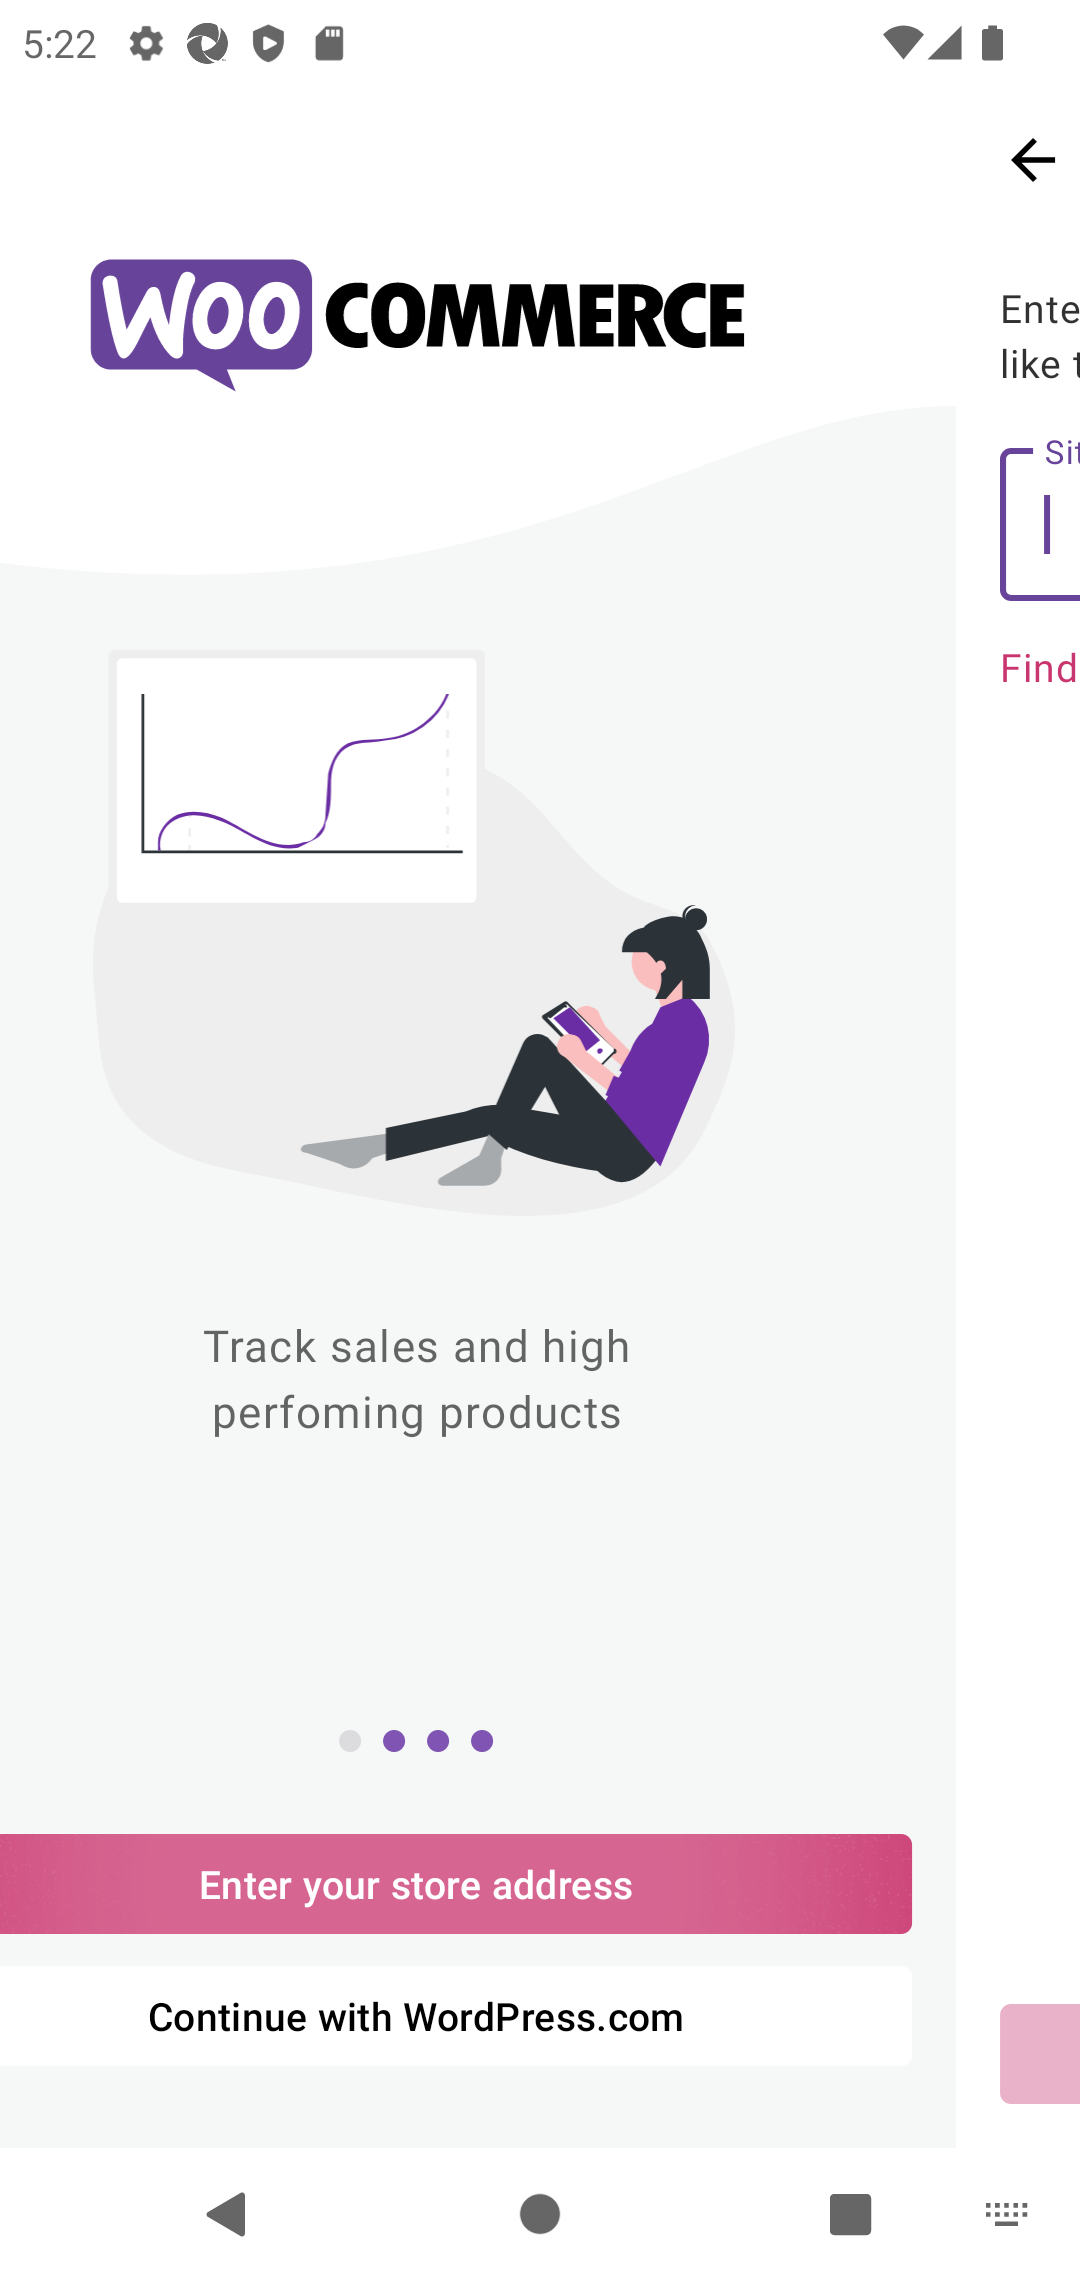 5:22
WOO COMMERCE
Ente
like t
Sit
Find
Track sales and high
perfoming products
Enter your store address
Continue with WordPress.com